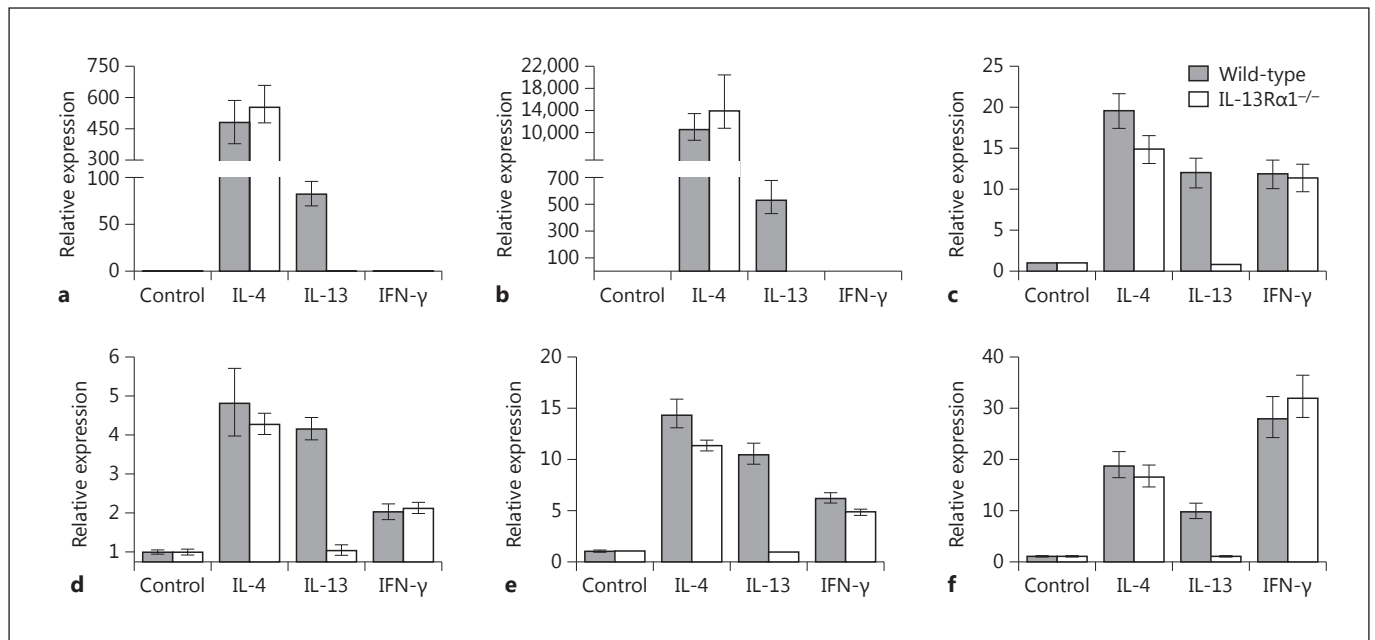 Relative expression
750
600
450
300
100
50
0
Control IL-4 IL-13 IFN-γ
a
Relative expression
22,000
18,000
14,000
10,000
700
500
300
100
Control IL-4 IL-13 IFN-γ
b
Relative expression
25
20
15
10
5
0
Control IL-4 IL-13 IFN-γ
c
Wild-type
IL-13Rα1–/–
Relative expression
6
5
4
3
2
1
Control IL-4 IL-13 IFN-γ
d
Relative expression
20
15
10
5
0
Control IL-4 IL-13 IFN-γ
e
Relative expression
40
30
20
10
0
Control IL-4 IL-13 IFN-γ
f